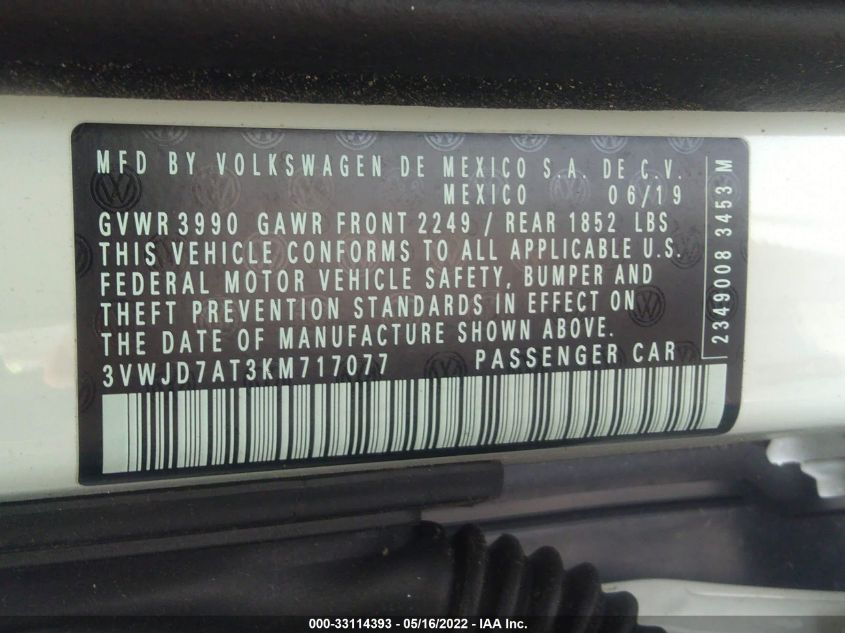 MFD BY VOLKSWAGEN DE MEXICO S.A. DE C.V.
MEXICO 06/19
GVWR 3990 GAWR FRONT 2249 / REAR 1852 LBS
THIS VEHICLE CONFORMS TO ALL APPLICABLE U.S.
FEDERAL MOTOR VEHICLE SAFETY, BUMPER AND
THEFT PREVENTION STANDARDS IN EFFECT ON
THE DATE OF MANUFACTURE SHOWN ABOVE.
3VWJD7AT3KM717077 PASSENGER CAR
2349008 3453 M
000-33114393 - 05/16/2022 - IAA Inc.